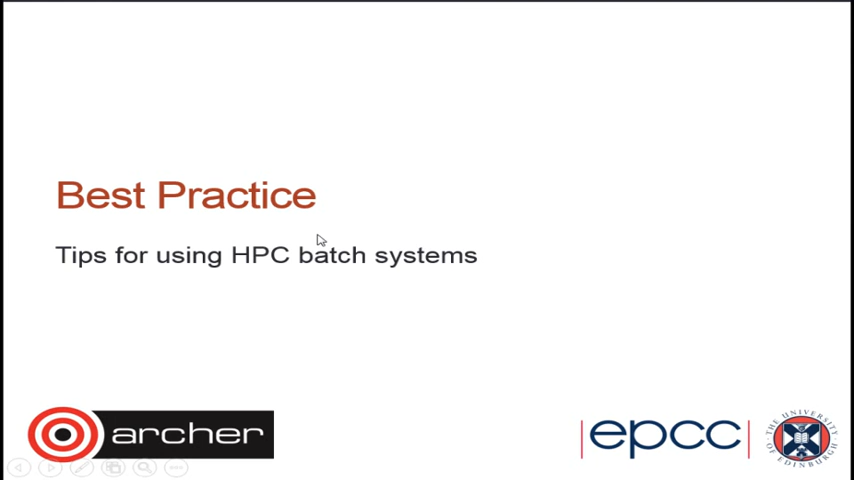 Best Practice
Tips for using HPC batch systems
archer
epcc
THE UNIVERSITY
OF EDINBURGH